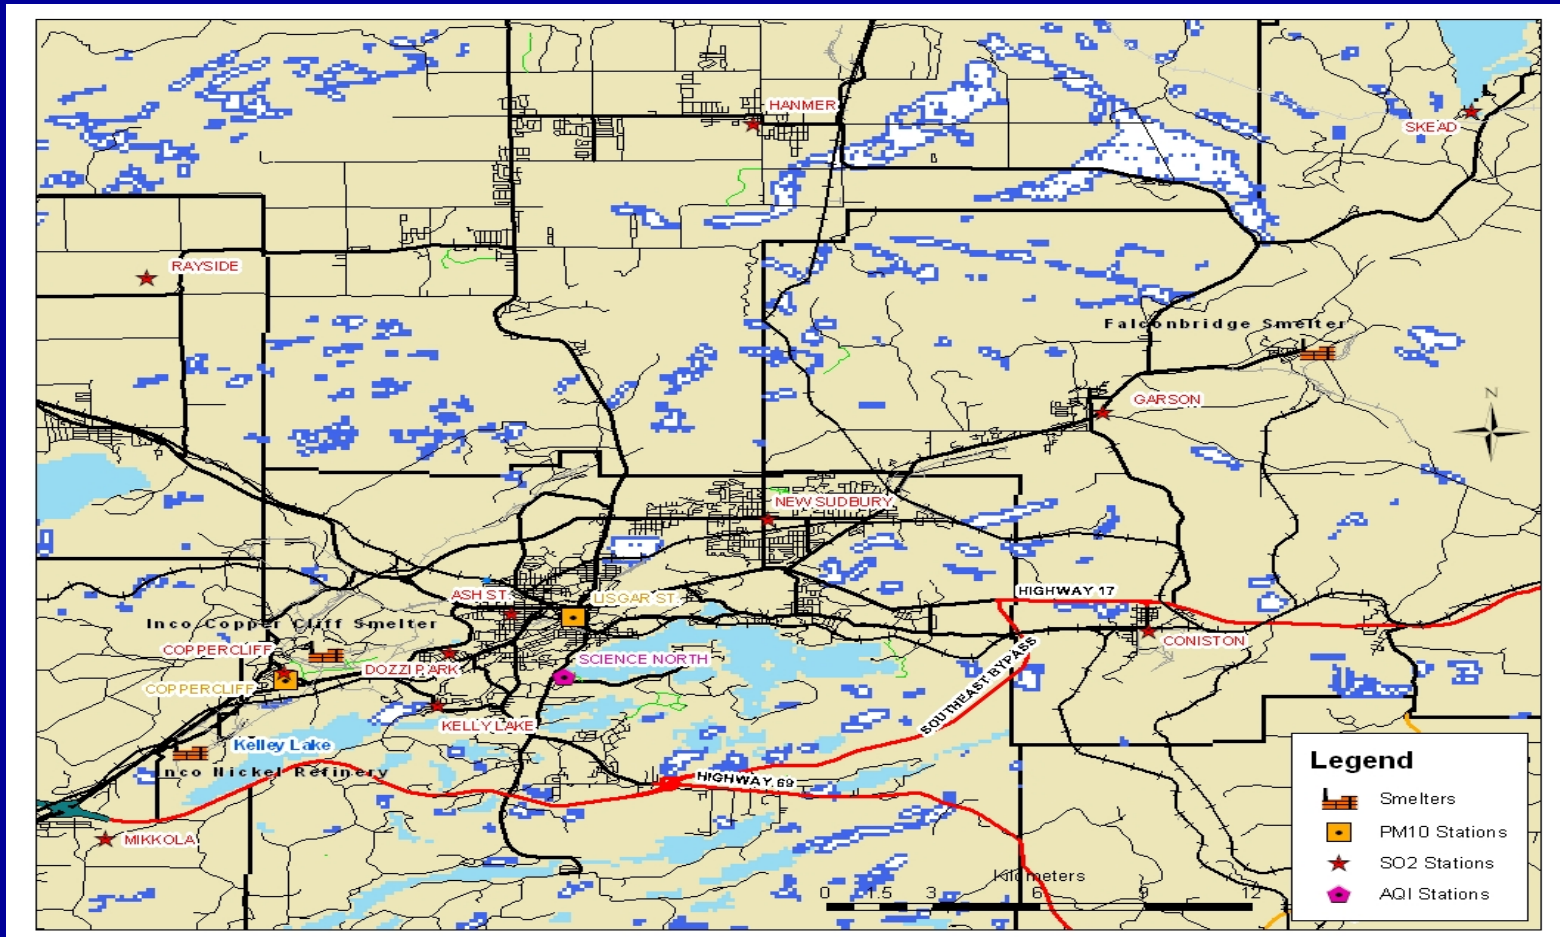 HANMER
SKEAD
RAYSIDE
Falconbridge Smelter
GARSON
N
NEW SUDBURY
ASH ST.
LISGAR ST.
HIGHWAY 17
Inco Copper Cliff Smelter
COPPERCLIFF
DOZZI PARK
SCIENCE NORTH
CONISTON
COPPERCLIFF
SOUTHEAST BYPASS
KELLY LAKE
Kelley Lake
Inco Nickel Refinery
HIGHWAY 69
MIKKOLA
Kilometers
0 1.5 3 6 9 12
Legend
Smelters
PM10 Stations
SO2 Stations
AQI Stations